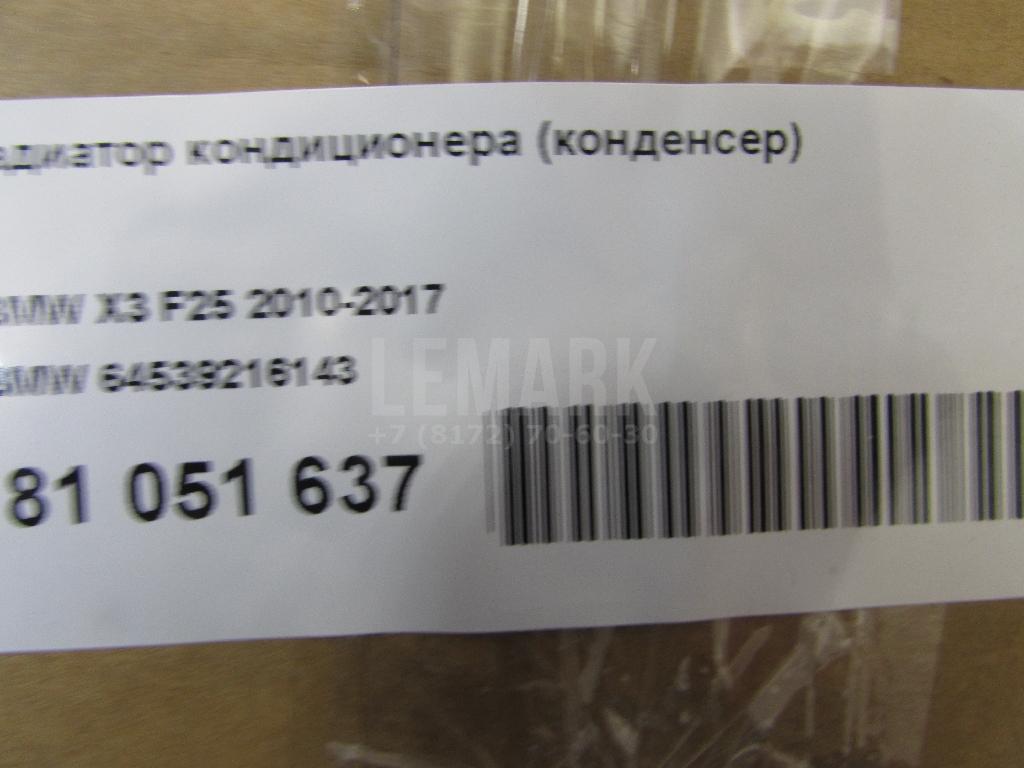 адиатор кондиционера (конденсер)
BMW X3 F25 2010-2017
BMW 64539216143
81 051 637
LEMARK
+7 (8172) 70-60-30